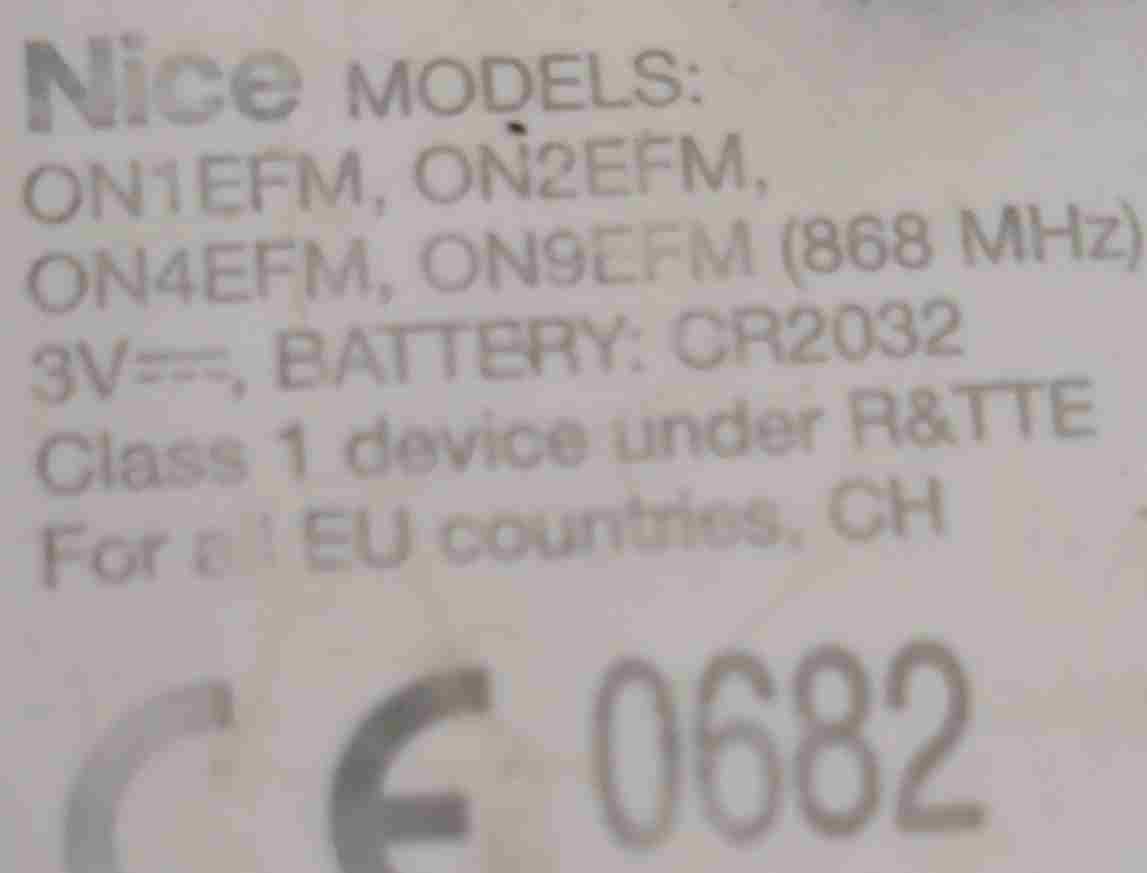 Nice MODELS:
ON1EFM, ON2EFM,
ON4EFM, ON9EFM (868 MHz)
3V⎓, BATTERY: CR2032
Class 1 device under R&TTE
For all EU countries, CH
CE 0682